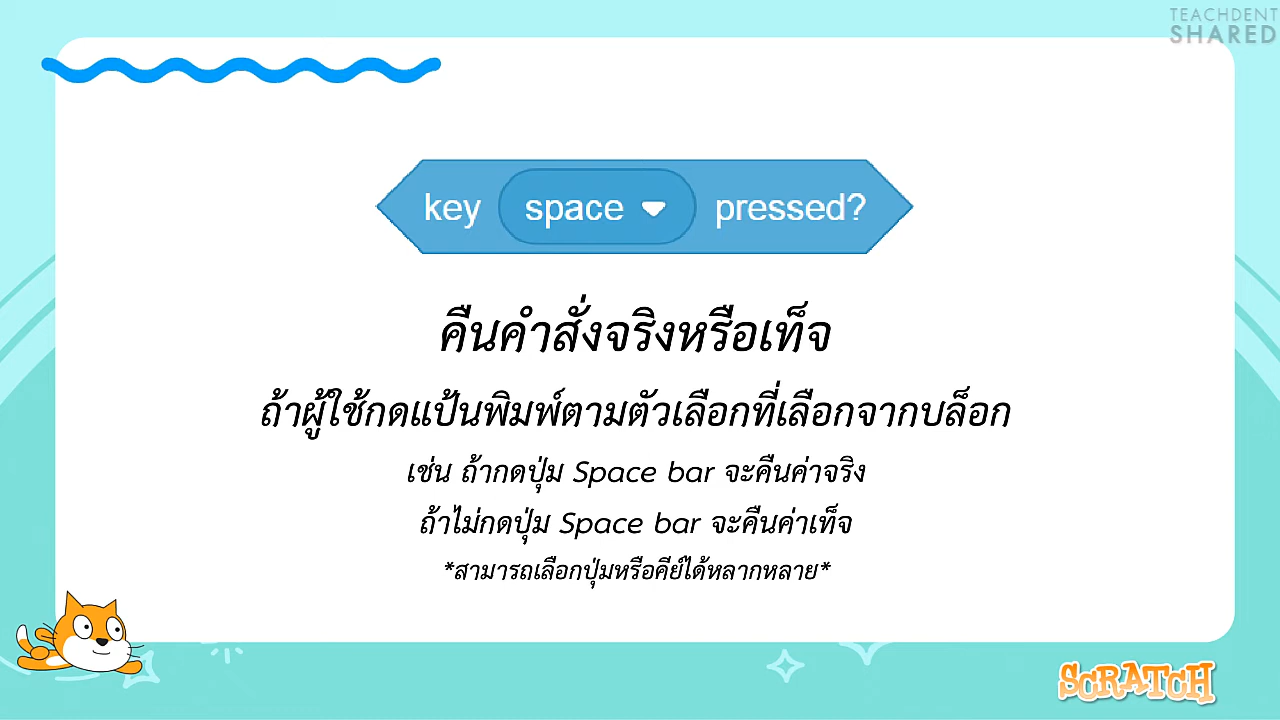 TEACHDENT
SHARED
key space pressed?
คืนคำสั่งจริงหรือเท็จ
ถ้าผู้ใช้กดแป้นพิมพ์ตามตัวเลือกที่เลือกจากบล็อก
เช่น ถ้ากดปุ่ม Space bar จะคืนค่าจริง
ถ้าไม่กดปุ่ม Space bar จะคืนค่าเท็จ
*สามารถเลือกปุ่มหรือคีย์ได้หลากหลาย*
SCRATCH